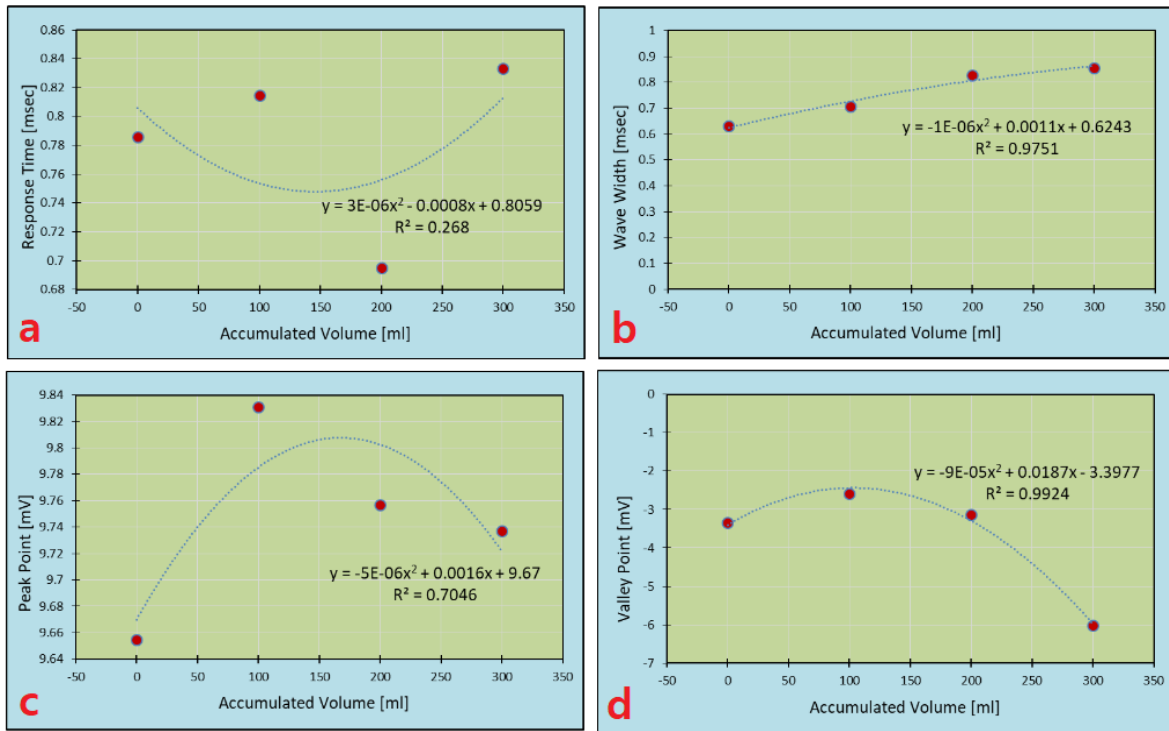 0.86
0.84
0.82
0.8
0.78
0.76
0.74
0.72
0.7
0.68
Response Time [msec]
y = 3E-06x² - 0.0008x + 0.8059
R² = 0.268
-50 0 50 100 150 200 250 300 350
Accumulated Volume [ml]
a
1
0.9
0.8
0.7
0.6
0.5
0.4
0.3
0.2
0.1
0
Wave Width [msec]
y = -1E-06x² + 0.0011x + 0.6243
R² = 0.9751
-50 0 50 100 150 200 250 300 350
Accumulated Volume [ml]
b
9.84
9.82
9.8
9.78
9.76
9.74
9.72
9.7
9.68
9.66
9.64
Peak Point [mV]
y = -5E-06x² + 0.0016x + 9.67
R² = 0.7046
-50 0 50 100 150 200 250 300 350
Accumulated Volume [ml]
c
0
-1
-2
-3
-4
-5
-6
-7
Valley Point [mV]
y = -9E-05x² + 0.0187x - 3.3977
R² = 0.9924
-50 0 50 100 150 200 250 300 350
Accumulated Volume [ml]
d